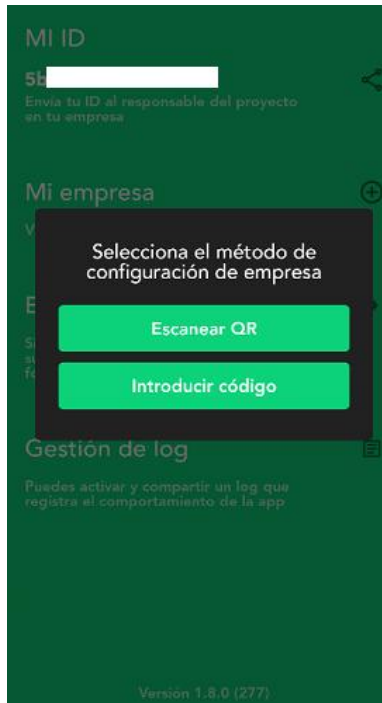 MI ID
5b
Envía tu ID al responsable del proyecto
en tu empresa
Mi empresa
V
Selecciona el método de
configuración de empresa
E
Escanear QR
Introducir código
Gestión de log
Puedes activar y compartir un log que
registra el comportamiento de la app
Versión 1.8.0 (277)